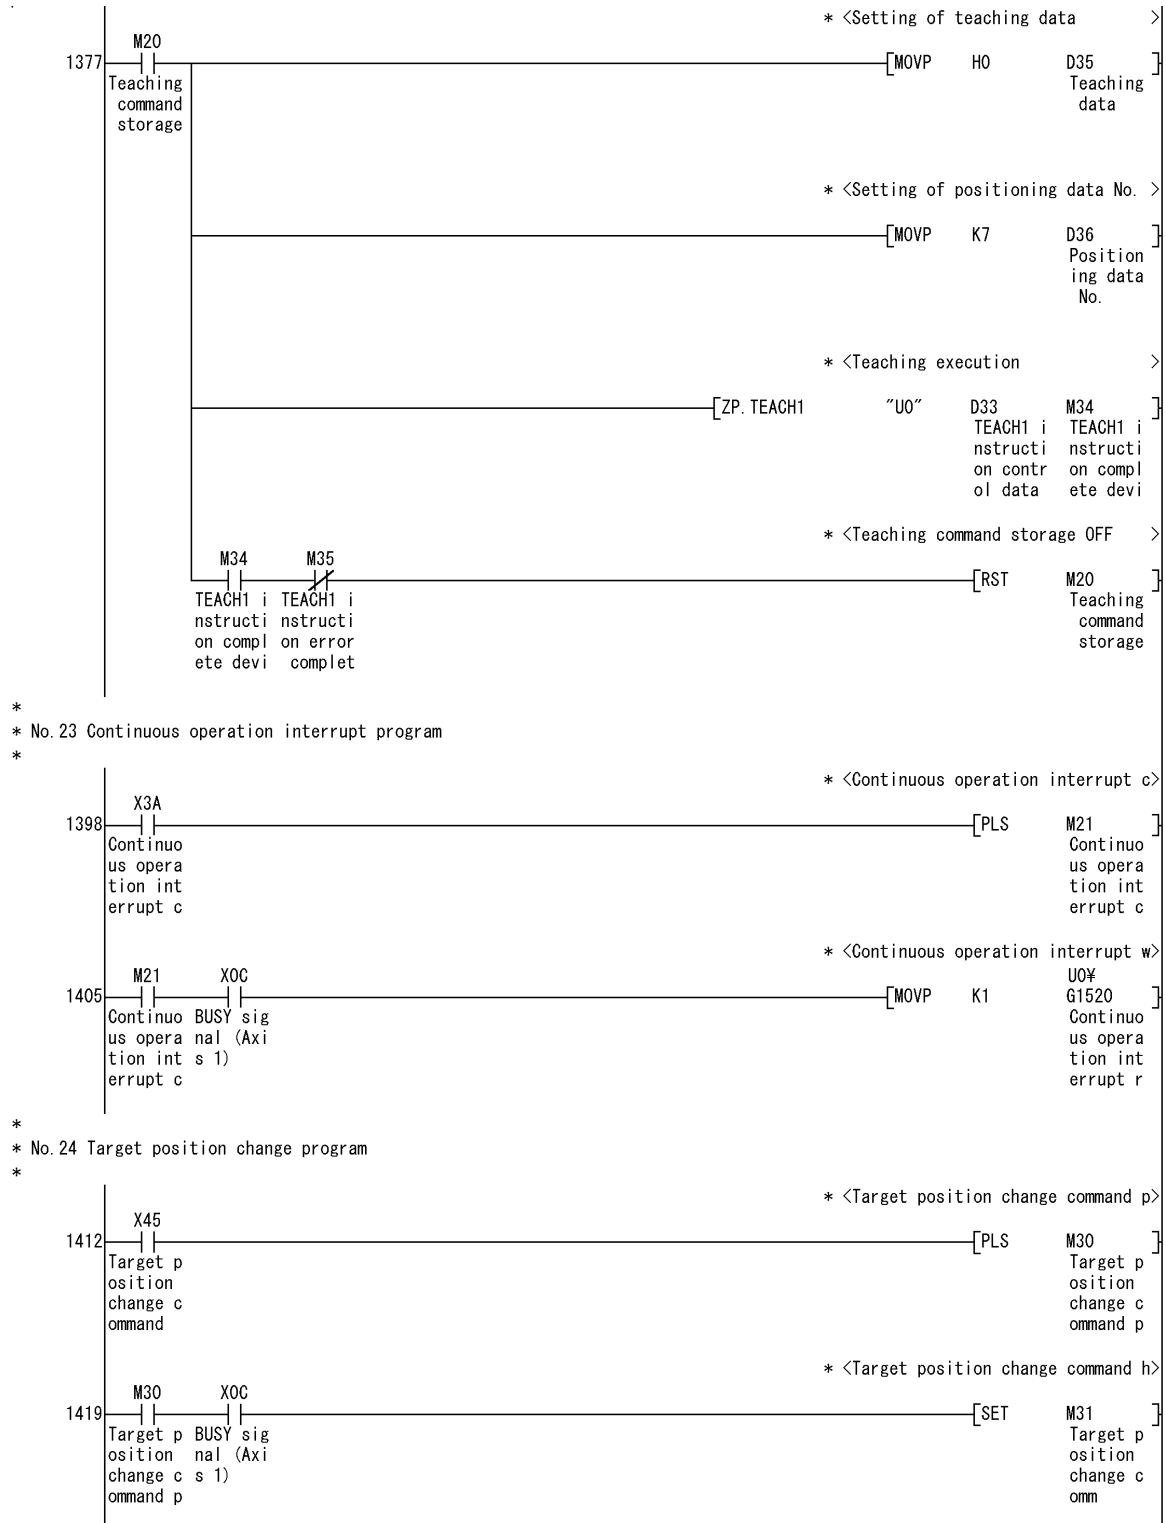 * <Setting of teaching data >
M20
1377 [MOVP H0 D35 ]
Teaching Teaching
command data
storage
* <Setting of positioning data No. >
[MOVP K7 D36 ]
Position
ing data
No.
* <Teaching execution >
[ZP.TEACH1 "U0" D33 M34 ]
TEACH1 i TEACH1 i
nstructi nstructi
on contr on compl
ol data ete devi
* <Teaching command storage OFF >
M34 M35
[RST M20 ]
TEACH1 i TEACH1 i Teaching
nstructi nstructi command
on compl on error storage
ete devi complet
*
* No.23 Continuous operation interrupt program
*
* <Continuous operation interrupt c>
X3A
1398 [PLS M21 ]
Continuo Continuo
us opera us opera
tion int tion int
errupt c errupt c
* <Continuous operation interrupt w>
M21 X0C U0¥
1405 [MOVP K1 G1520 ]
Continuo BUSY sig Continuo
us opera nal (Axi us opera
tion int s 1) tion int
errupt c errupt r
*
* No.24 Target position change program
*
* <Target position change command p>
X45
1412 [PLS M30 ]
Target p Target p
osition osition
change c change c
ommand ommand p
* <Target position change command h>
M30 X0C
1419 [SET M31 ]
Target p BUSY sig Target p
osition nal (Axi osition
change c s 1) change c
ommand p omm